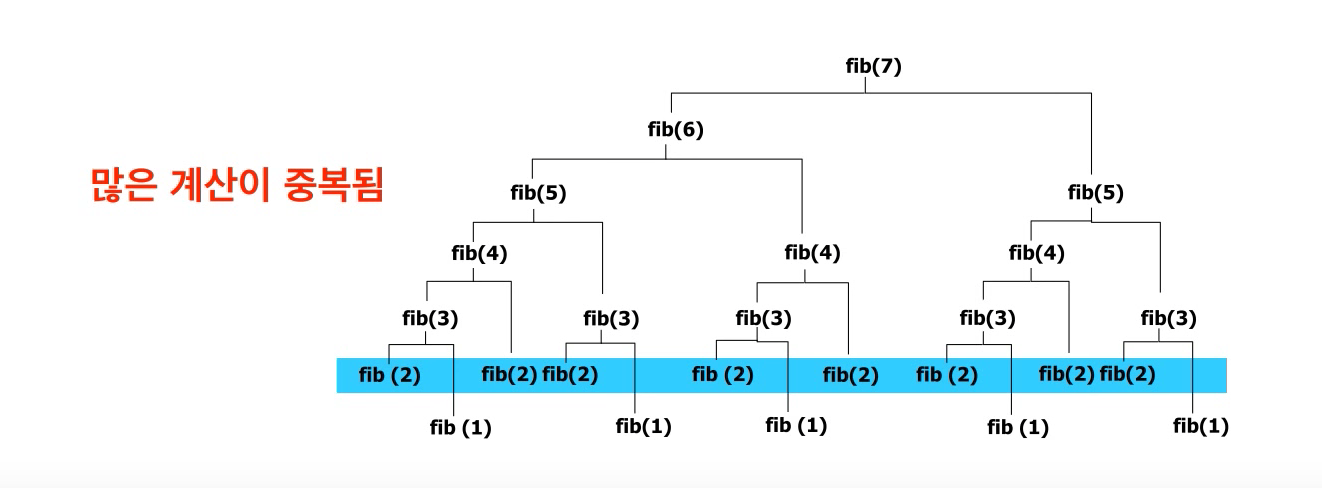 fib(7)
fib(6)
많은 계산이 중복됨
fib(5) fib(5)
fib(4) fib(4) fib(4)
fib(3) fib(3) fib(3) fib(3) fib(3)
fib (2) fib(2) fib(2) fib (2) fib(2) fib (2) fib(2) fib(2)
fib (1) fib(1) fib (1) fib (1) fib(1)